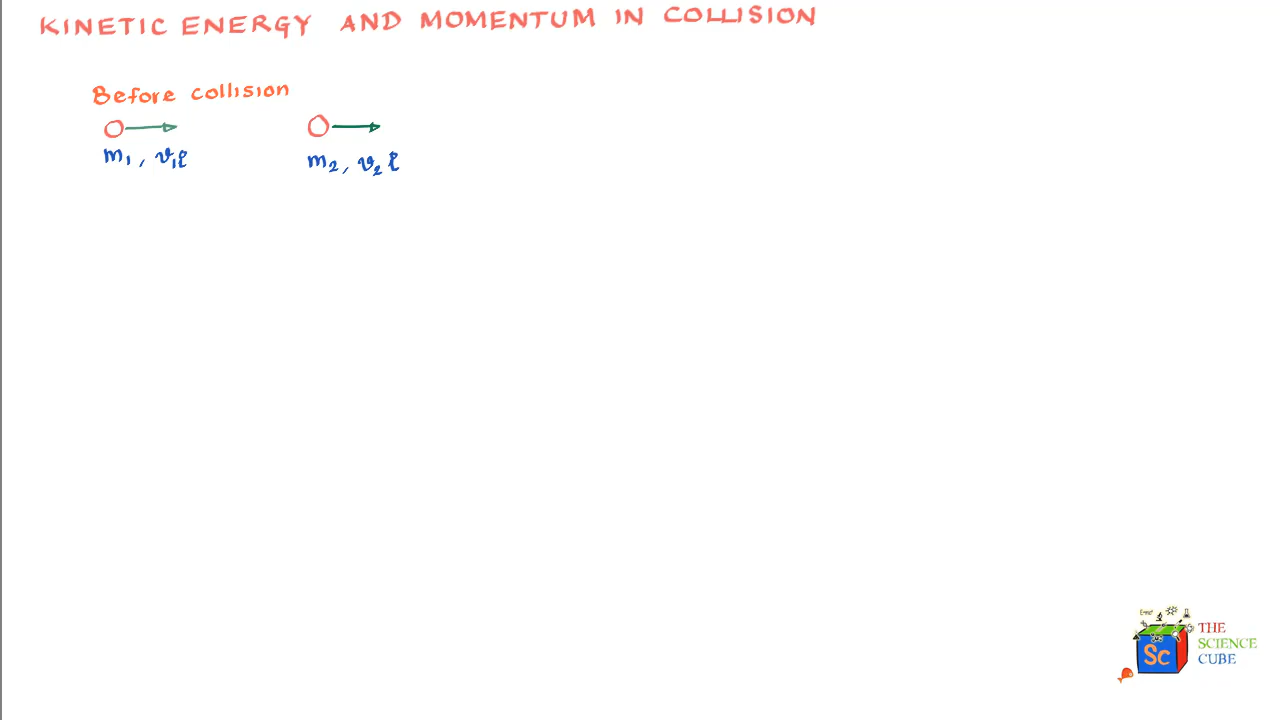 KINETIC ENERGY AND MOMENTUM IN COLLISION
Before collision
m1, v1i m2, v2i
Sc
THE
SCIENCE
CUBE